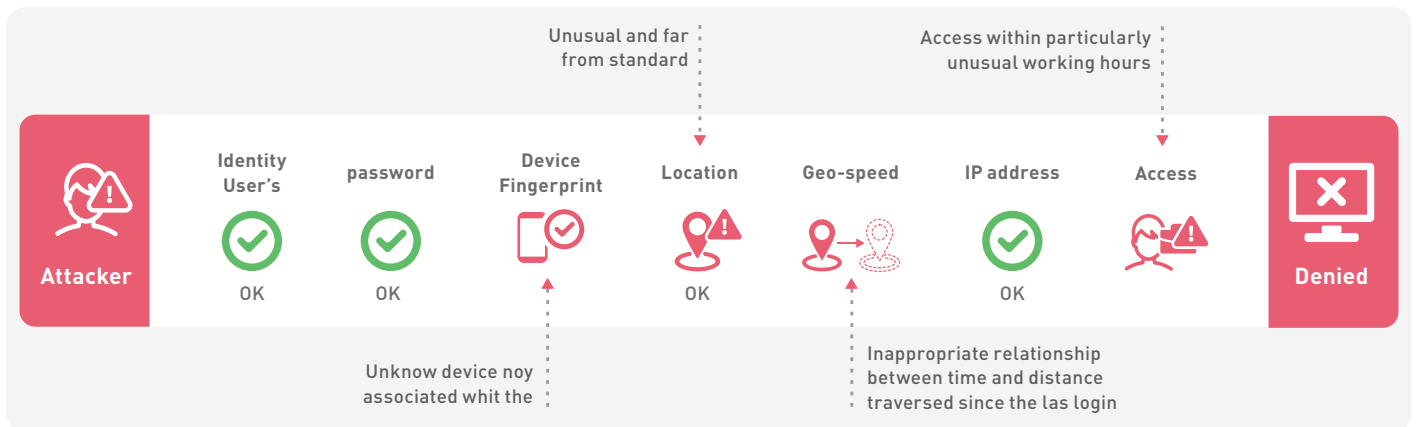 Unusual and far
from standard
Access within particularly
unusual working hours
Attacker
Identity
User's
OK
password
OK
Device
Fingerprint
Location
OK
Geo-speed
IP address
OK
Access
Denied
Unknow device noy
associated whit the
Inappropriate relationship
between time and distance
traversed since the las login